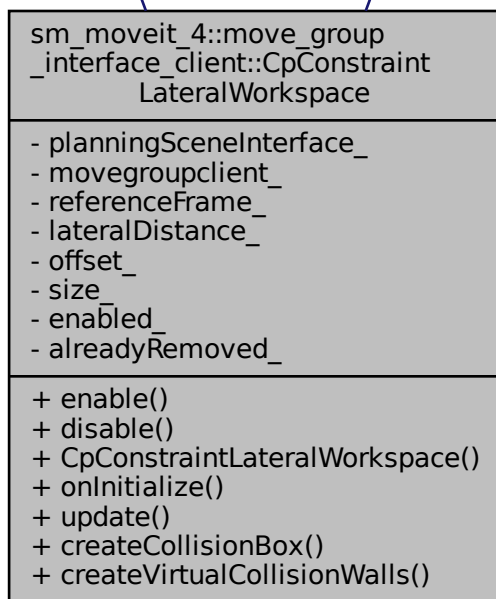 sm_moveit_4::move_group
_interface_client::CpConstraint
LateralWorkspace
- planningSceneInterface_
- movegroupclient_
- referenceFrame_
- lateralDistance_
- offset_
- size_
- enabled_
- alreadyRemoved_
+ enable()
+ disable()
+ CpConstraintLateralWorkspace()
+ onInitialize()
+ update()
+ createCollisionBox()
+ createVirtualCollisionWalls()